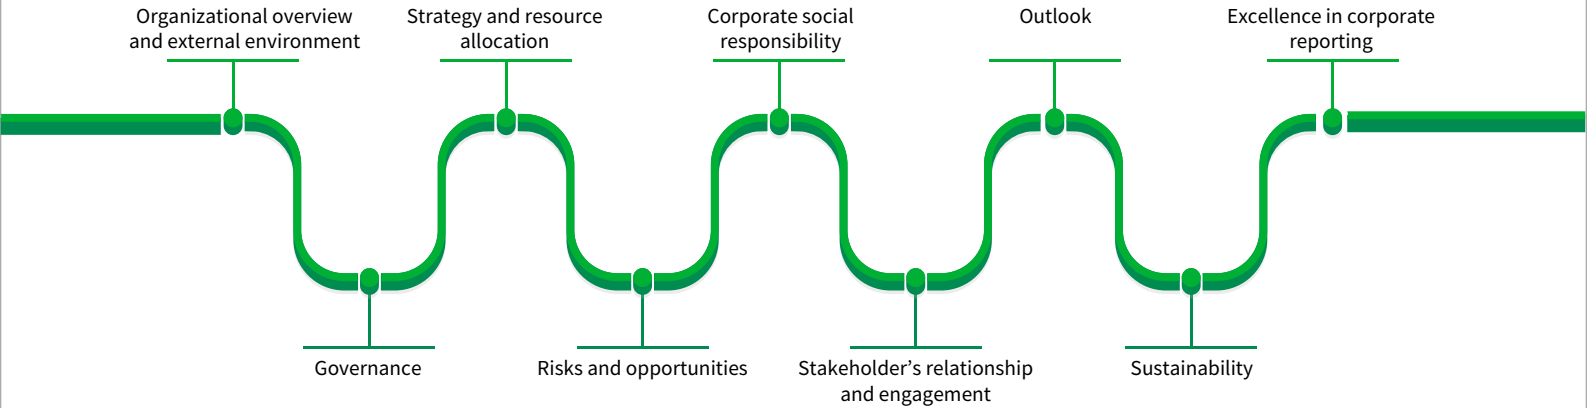 Organizational overview
and external environment
Strategy and resource
allocation
Corporate social
responsibility
Outlook
Excellence in corporate
reporting
Governance
Risks and opportunities
Stakeholder’s relationship
and engagement
Sustainability